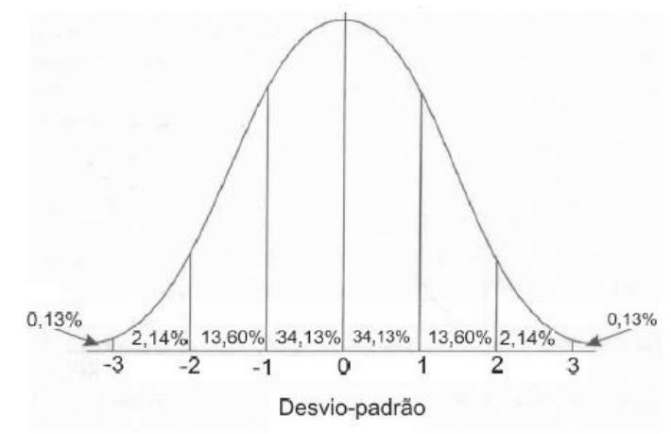 0,13%
0,13%
2,14% 13,60% 34,13% 34,13% 13,60% 2,14%
-3 -2 -1 0 1 2 3
Desvio-padrão